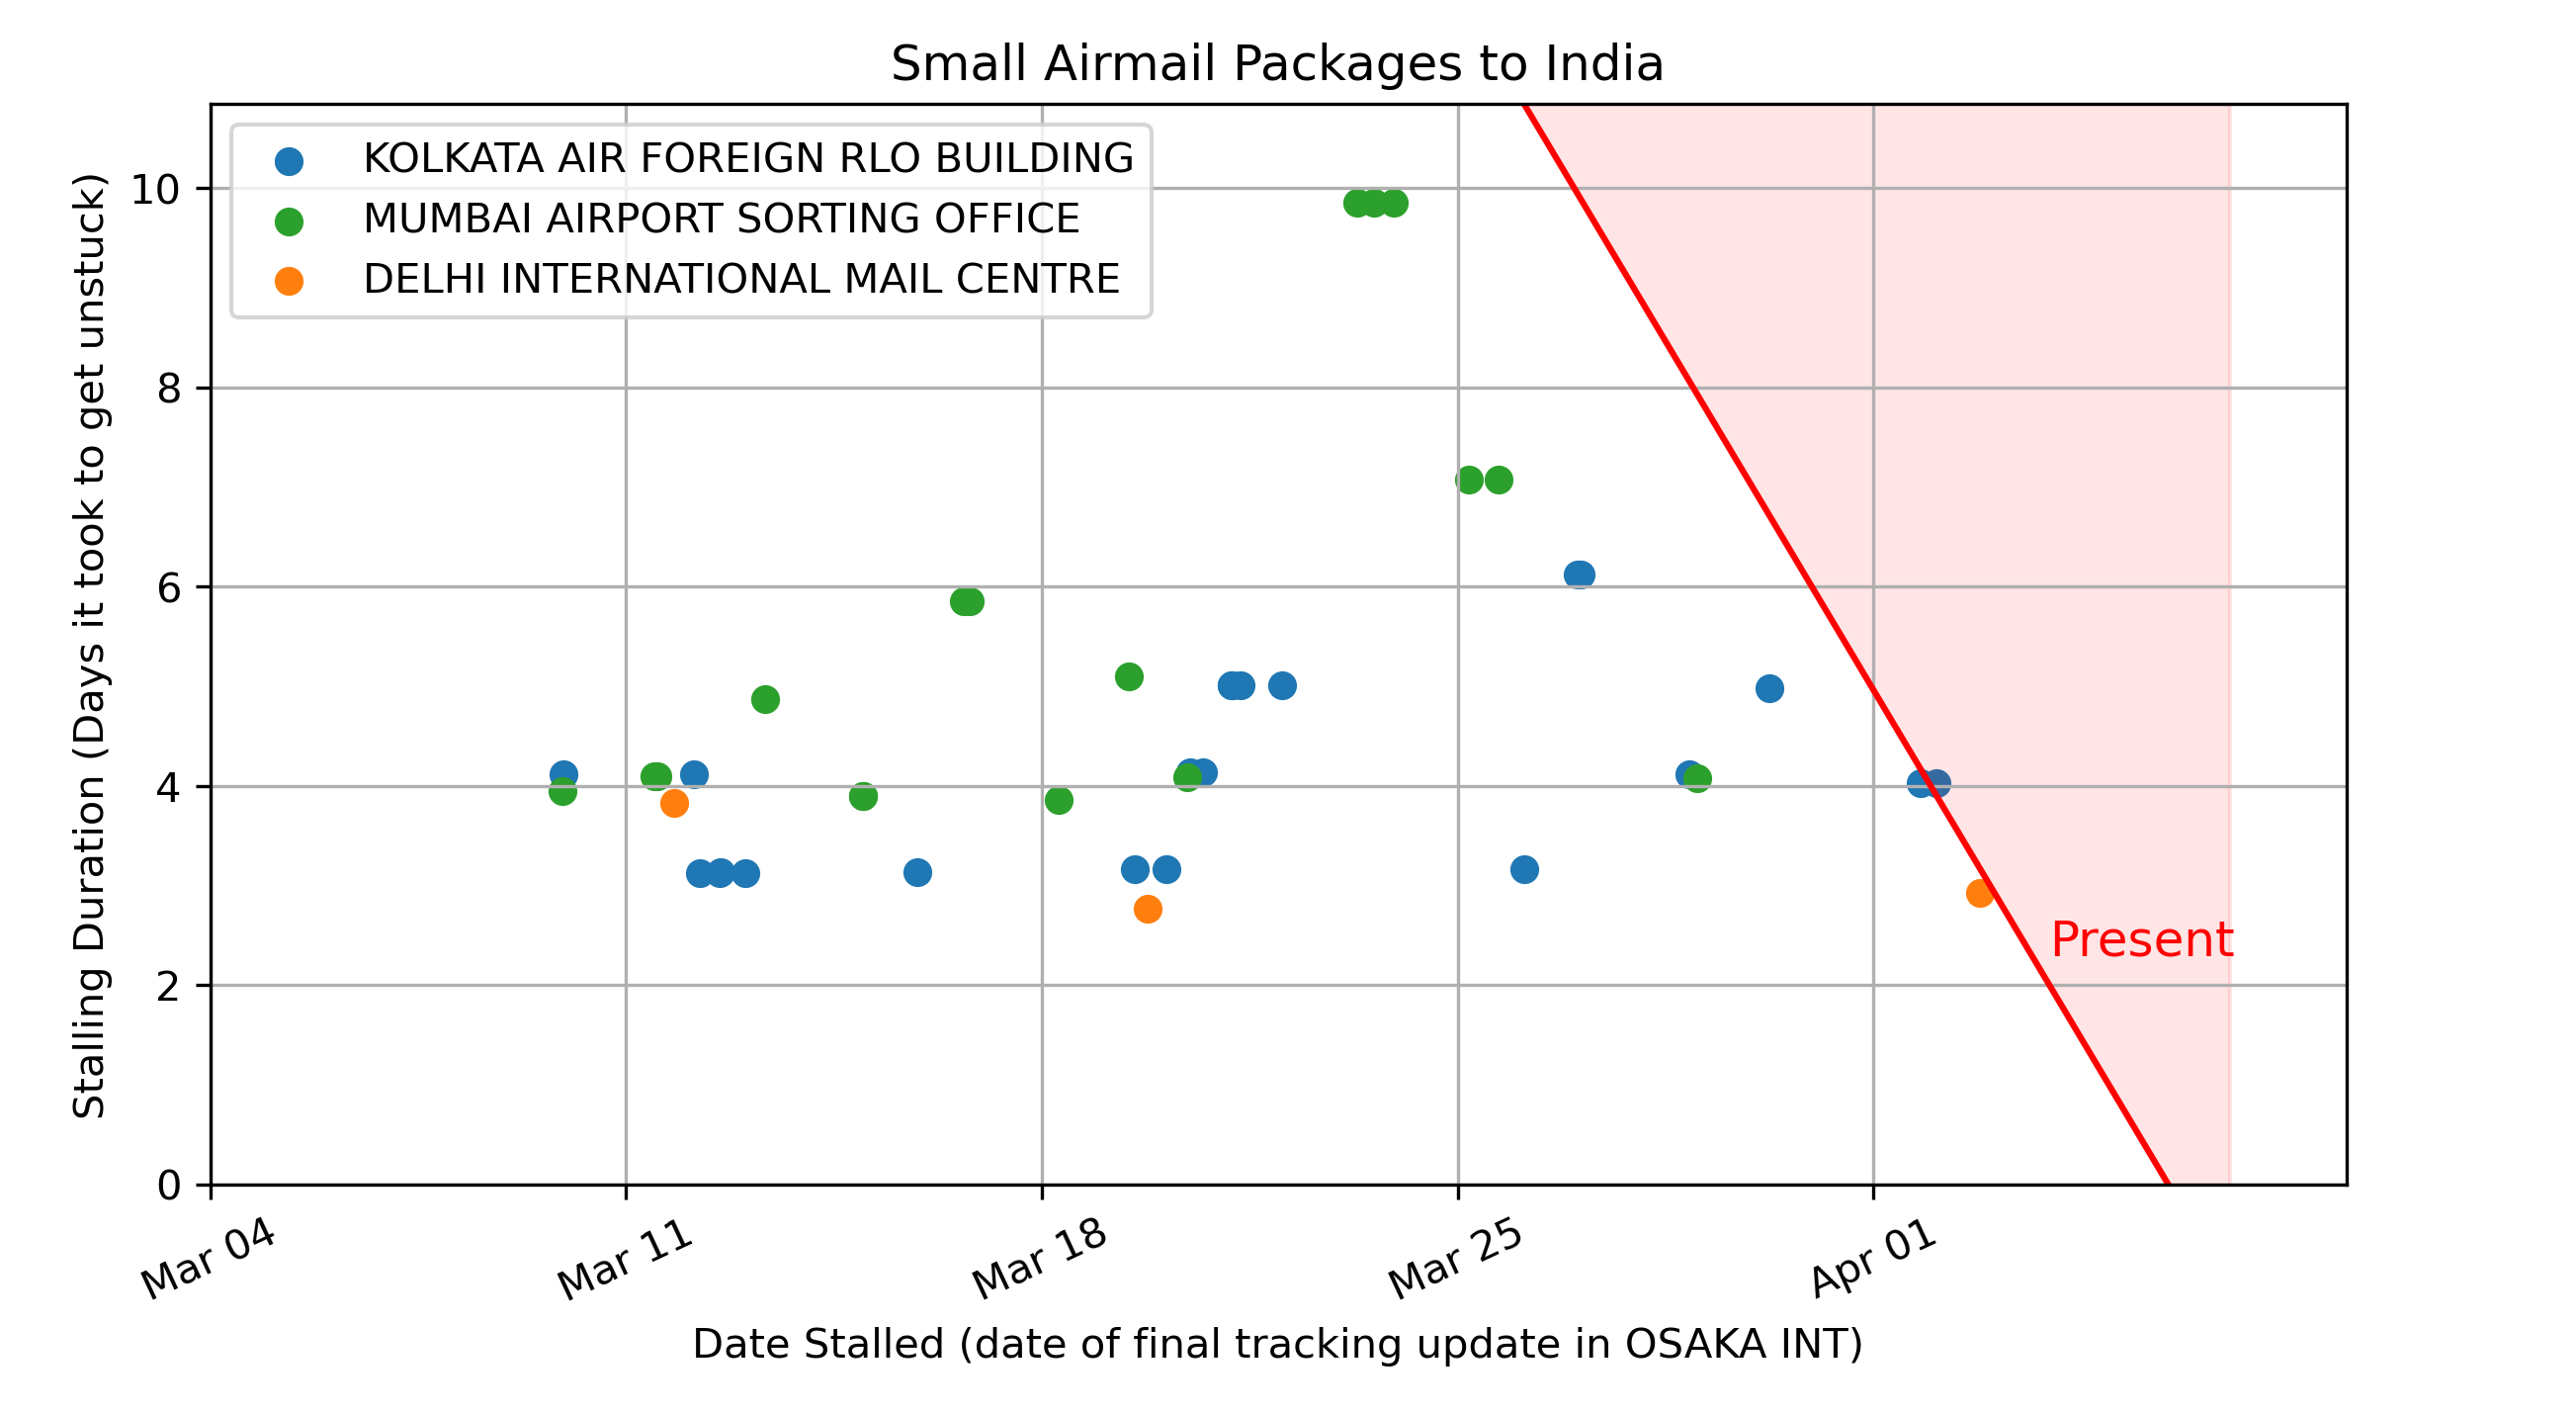 Small Airmail Packages to India
KOLKATA AIR FOREIGN RLO BUILDING
MUMBAI AIRPORT SORTING OFFICE
DELHI INTERNATIONAL MAIL CENTRE
Stalling Duration (Days it took to get unstuck)
10
8
6
4
2
0
Present
Mar 04
Mar 11
Mar 18
Mar 25
Apr 01
Date Stalled (date of final tracking update in OSAKA INT)